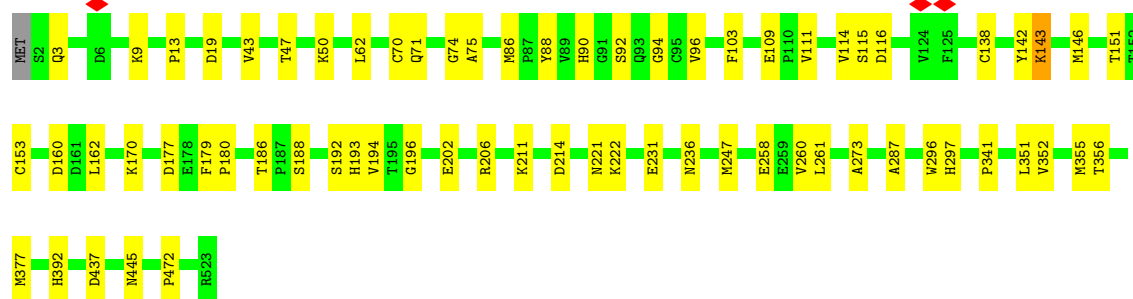 MET S2 Q3 D6 K9 P13 D19 V43 T47 K50 L62 C70 Q71 G74 A75 M86 P87 Y88 V89 H90 G91 S92 Q93 G94 C95 V96 F103 E109 P110 V111 V114 S115 D116 V124 F125 C138 Y142 K143 M146 T151 T152
C153 D160 D161 L162 K170 D177 E178 F179 P180 T186 P187 S188 S192 H193 V194 T195 G196 E202 R206 K211 D214 N221 K222 E231 N236 M247 E258 E259 V260 L261 A273 A287 W296 H297 P341 L351 V352 M355 T356
M377 H392 D437 N445 P472 R523